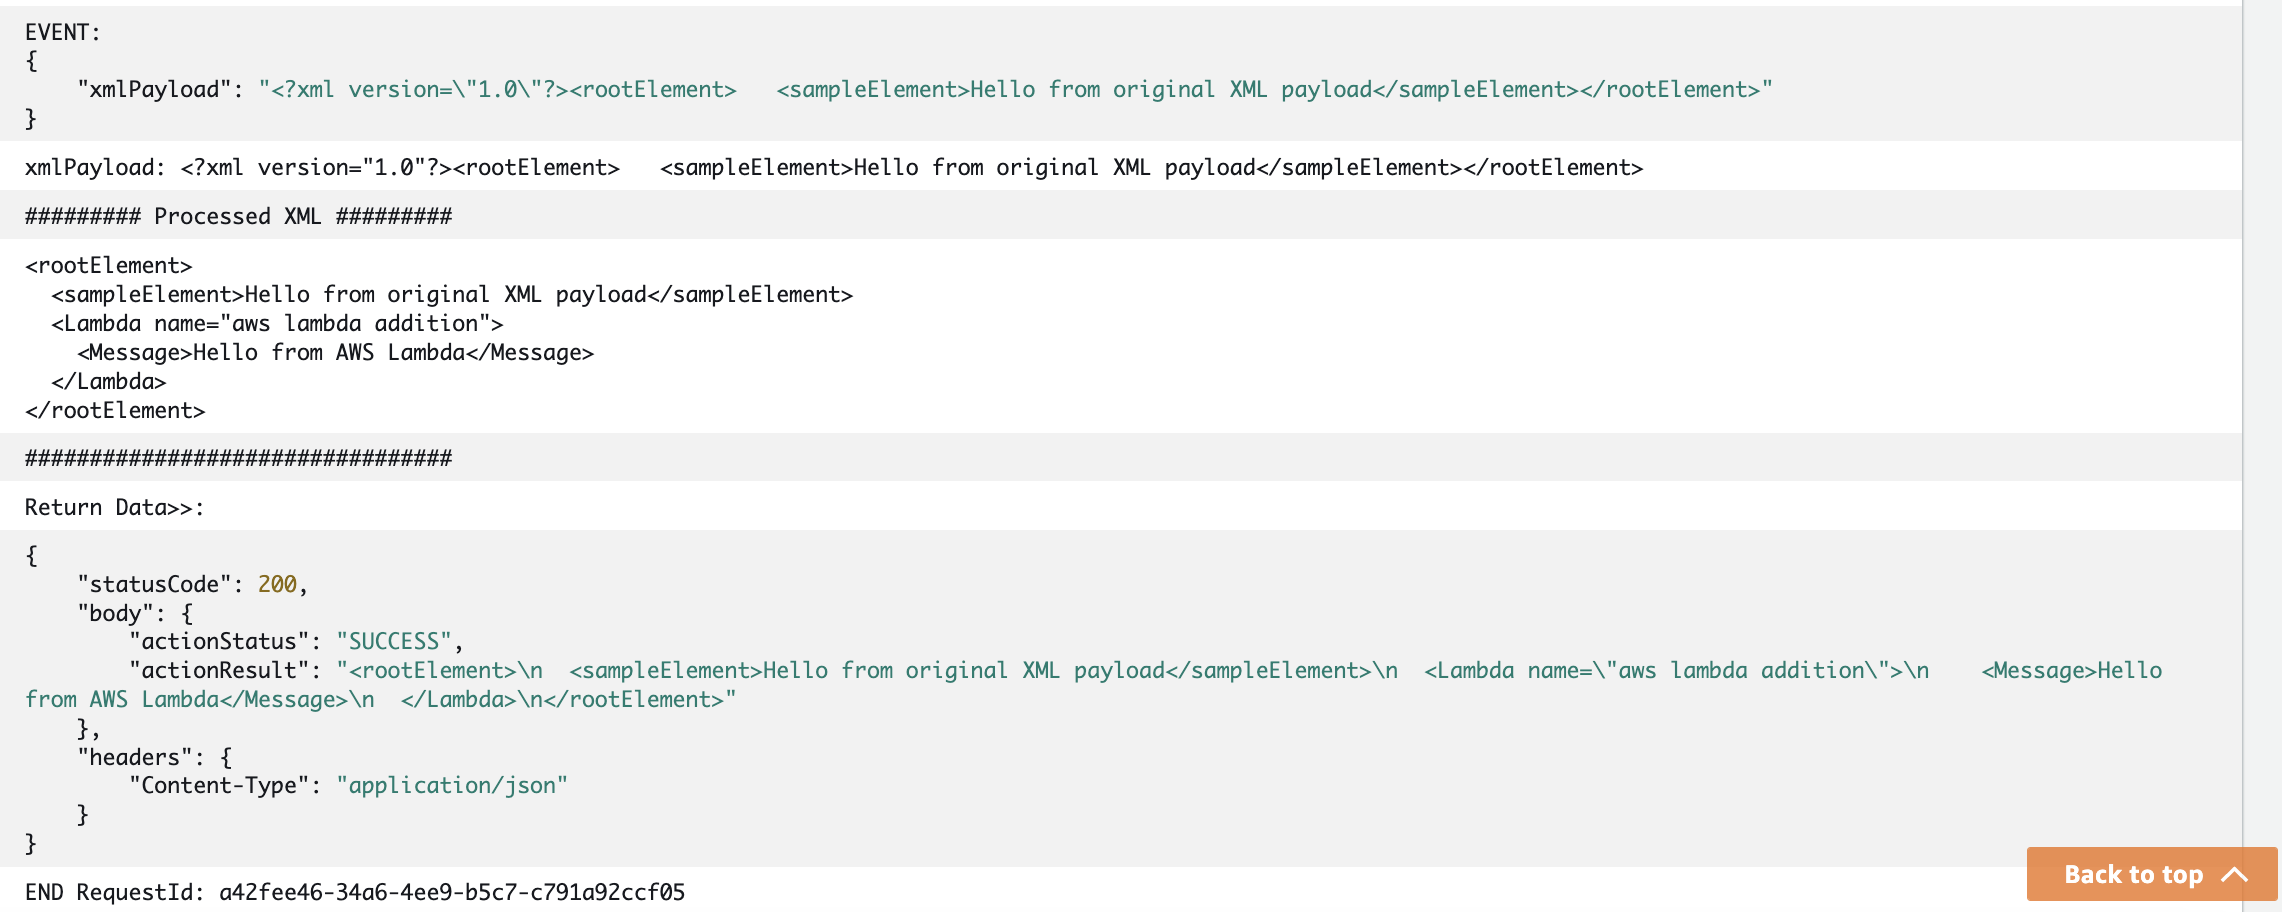 EVENT:
{
    "xmlPayload": "<?xml version=\"1.0\"?><rootElement>   <sampleElement>Hello from original XML payload</sampleElement></rootElement>"
}
xmlPayload: <?xml version="1.0"?><rootElement>   <sampleElement>Hello from original XML payload</sampleElement></rootElement>
######### Processed XML #########
<rootElement>
  <sampleElement>Hello from original XML payload</sampleElement>
  <Lambda name="aws lambda addition">
    <Message>Hello from AWS Lambda</Message>
  </Lambda>
</rootElement>
#################################
Return Data>>:
{
    "statusCode": 200,
    "body": {
        "actionStatus": "SUCCESS",
        "actionResult": "<rootElement>\n  <sampleElement>Hello from original XML payload</sampleElement>\n  <Lambda name=\"aws lambda addition\">\n    <Message>Hello
from AWS Lambda</Message>\n  </Lambda>\n</rootElement>"
    },
    "headers": {
        "Content-Type": "application/json"
    }
}
Back to top
END RequestId: a42fee46-34a6-4ee9-b5c7-c791a92ccf05